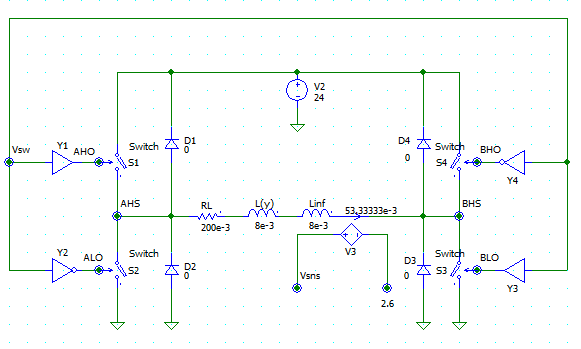 V2
24
Vsw
Y1
AHO
Switch
S1
D1
0
D4
0
Switch
S4
BHO
Y4
AHS
RL
200e-3
L(y)
8e-3
Linf
8e-3
53.33333e-3
BHS
V3
Y2
ALO
Switch
S2
D2
0
Vsns
2.6
D3
0
Switch
S3
BLO
Y3